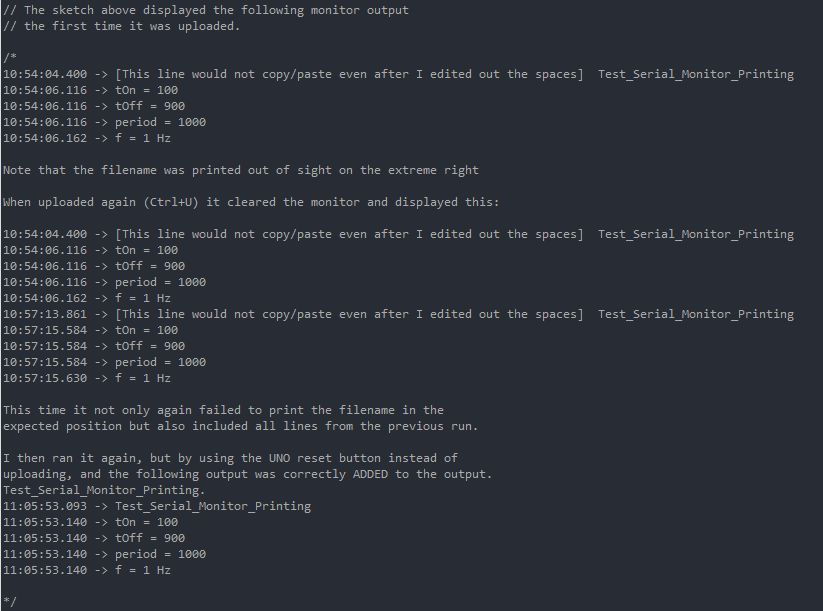 // The sketch above displayed the following monitor output
// the first time it was uploaded.
/*
10:54:04.400 -> [This line would not copy/paste even after I edited out the spaces]  Test_Serial_Monitor_Printing
10:54:06.116 -> tOn = 100
10:54:06.116 -> tOff = 900
10:54:06.116 -> period = 1000
10:54:06.162 -> f = 1 Hz
Note that the filename was printed out of sight on the extreme right
When uploaded again (Ctrl+U) it cleared the monitor and displayed this:
10:54:04.400 -> [This line would not copy/paste even after I edited out the spaces]  Test_Serial_Monitor_Printing
10:54:06.116 -> tOn = 100
10:54:06.116 -> tOff = 900
10:54:06.116 -> period = 1000
10:54:06.162 -> f = 1 Hz
10:57:13.861 -> [This line would not copy/paste even after I edited out the spaces]  Test_Serial_Monitor_Printing
10:57:15.584 -> tOn = 100
10:57:15.584 -> tOff = 900
10:57:15.584 -> period = 1000
10:57:15.630 -> f = 1 Hz
This time it not only again failed to print the filename in the
expected position but also included all lines from the previous run.
I then ran it again, but by using the UNO reset button instead of
uploading, and the following output was correctly ADDED to the output.
Test_Serial_Monitor_Printing.
11:05:53.093 -> Test_Serial_Monitor_Printing
11:05:53.140 -> tOn = 100
11:05:53.140 -> tOff = 900
11:05:53.140 -> period = 1000
11:05:53.140 -> f = 1 Hz
*/